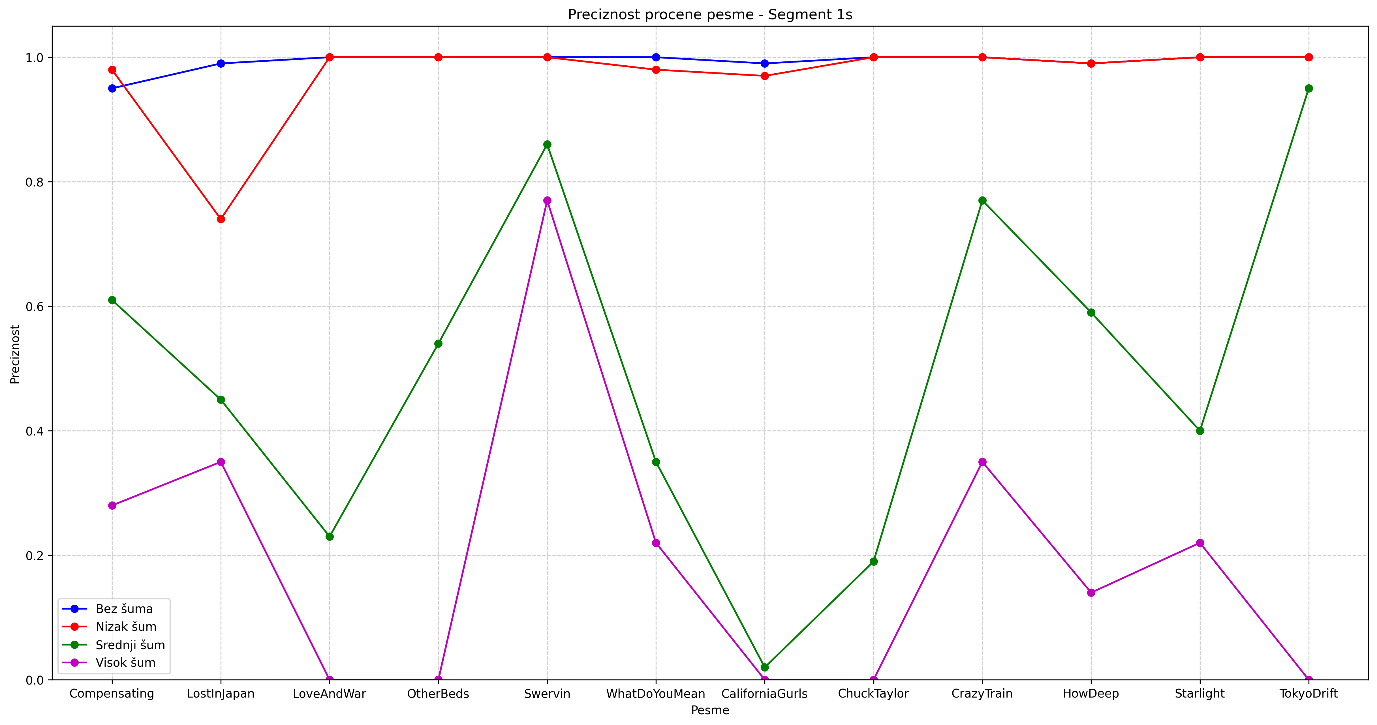 Preciznost procene pesme - Segment 1s
Preciznost
1.0
0.8
0.6
0.4
0.2
0.0
Bez šuma
Nizak šum
Srednji šum
Visok šum
Compensating LostInJapan LoveAndWar OtherBeds Swervin WhatDoYouMean CaliforniaGurls ChuckTaylor CrazyTrain HowDeep Starlight TokyoDrift
Pesme